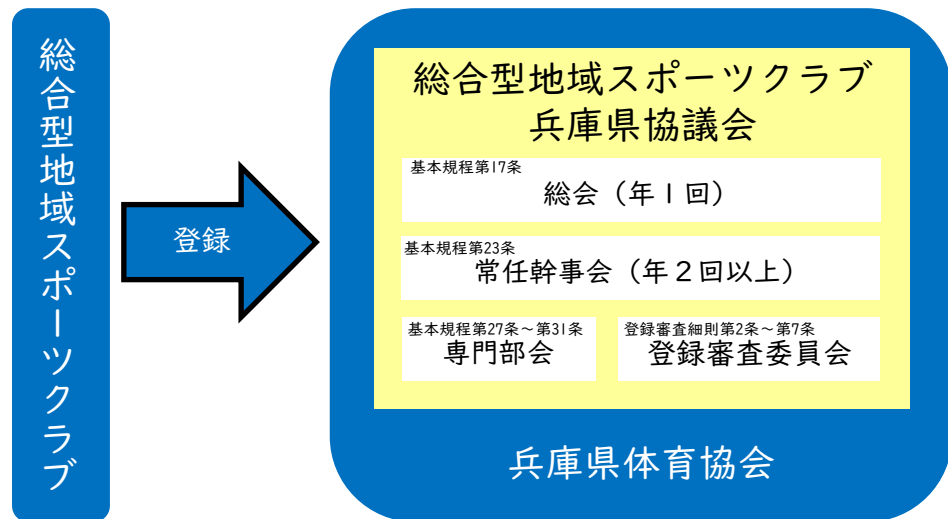 総合型地域スポーツクラブ
登録
総合型地域スポーツクラブ
兵庫県協議会
基本規程第17条
総会（年１回）
基本規程第23条
常任幹事会（年２回以上）
基本規程第27条～第31条
専門部会
登録審査細則第2条～第7条
登録審査委員会
兵庫県体育協会